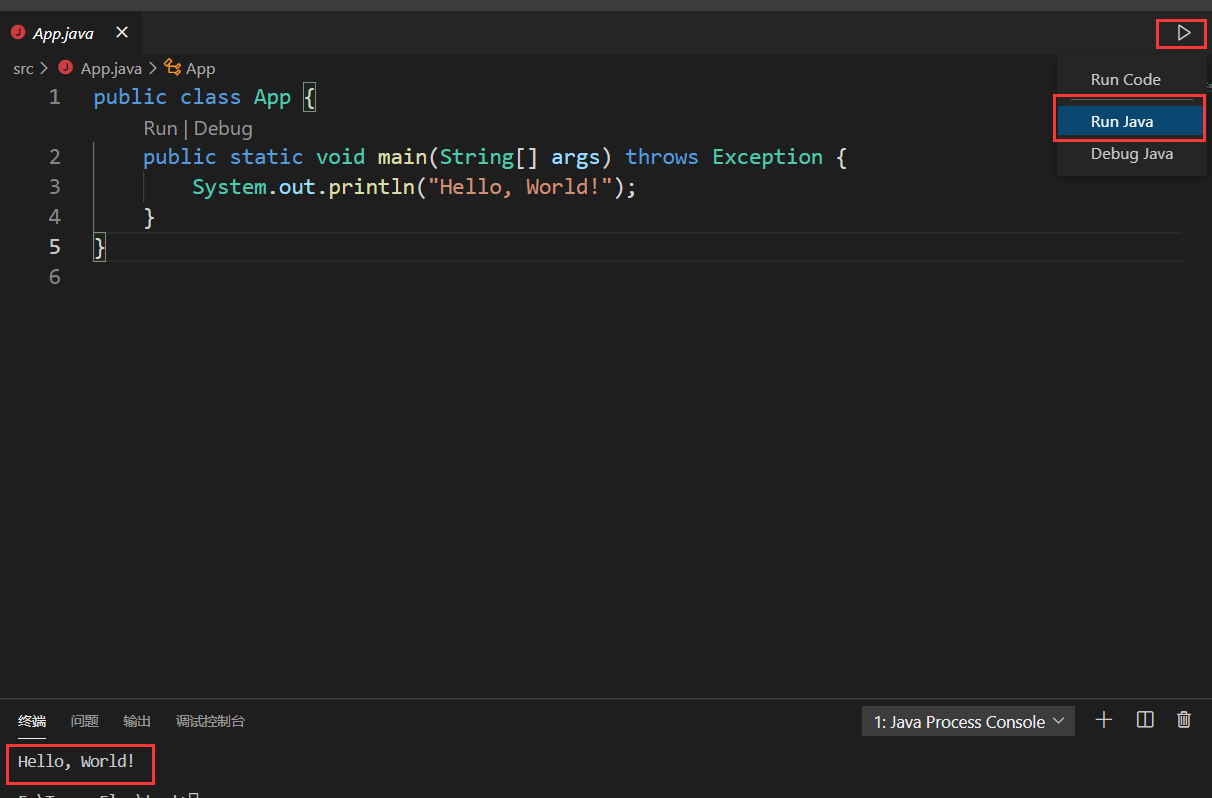 App.java
src > App.java > App
Run Code
Run Java
Debug Java
1 public class App {
Run | Debug
2 public static void main(String[] args) throws Exception {
3 System.out.println("Hello, World!");
4 }
5 }
6
终端 问题 输出 调试控制台
1: Java Process Console
Hello, World!